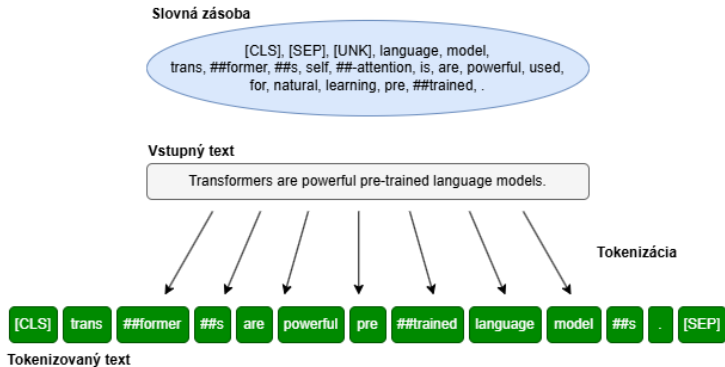 Slovná zásoba
[CLS], [SEP], [UNK], language, model,
trans, ##former, ##s, self, ##-attention, is, are, powerful, used,
for, natural, learning, pre, ##trained, .
Vstupný text
Transformers are powerful pre-trained language models.
Tokenizácia
[CLS] trans ##former ##s are powerful pre ##trained language model ##s . [SEP]
Tokenizovaný text